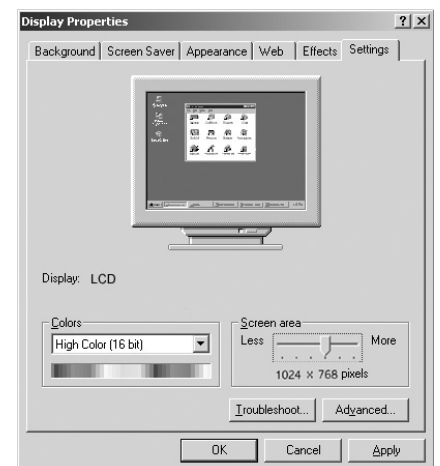 Display Properties
Background Screen Saver Appearance Web Effects Settings
Display: LCD
Colors
High Color (16 bit)
Screen area
Less More
1024 x 768 pixels
Troubleshoot... Advanced...
OK Cancel Apply